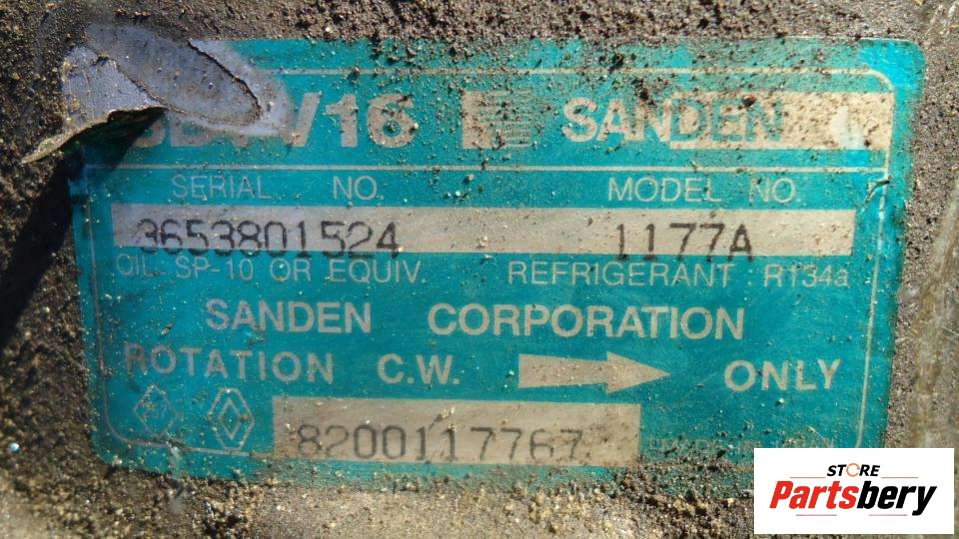 V16 SANDEN
SERIAL NO. MODEL NO.
3653801524 1177A
OIL SP-10 OR EQUIV. REFRIGERANT R134a
SANDEN CORPORATION
ROTATION C.W. ONLY
8200117767
STORE
Partsbery